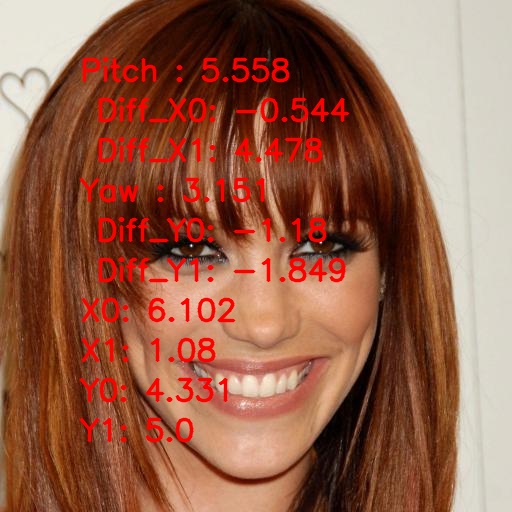 Pitch : 5.558
Diff_X0: -0.544
Diff_X1: 4.478
Yaw : 3.151
Diff_Y0: -1.18
Diff_Y1: -1.849
X0: 6.102
X1: 1.08
Y0: 4.331
Y1: 5.0